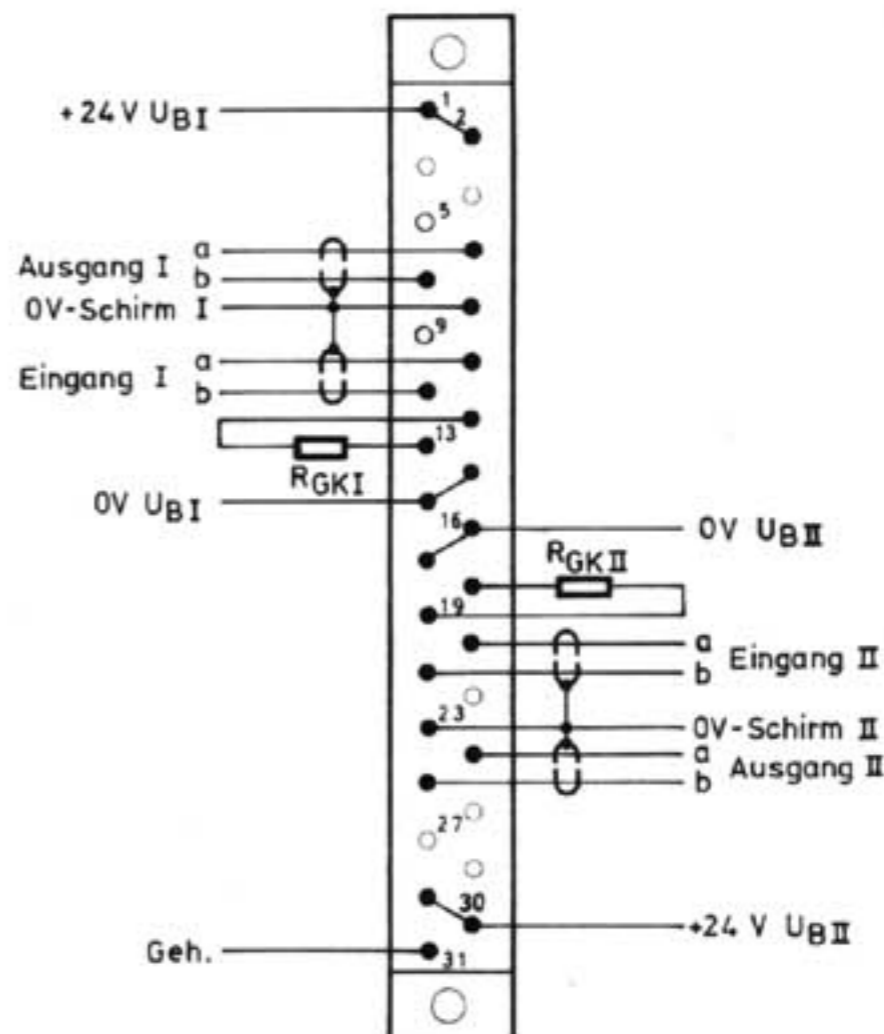 +24V UBI
1
2
5
Ausgang I a
b
0V-Schirm I
9
Eingang I a
b
13
RGKI
0V UBI
16
0V UBII
RGKII
19
a Eingang II
b
23
0V-Schirm II
a Ausgang II
b
27
30
+24 V UBII
Geh.
31